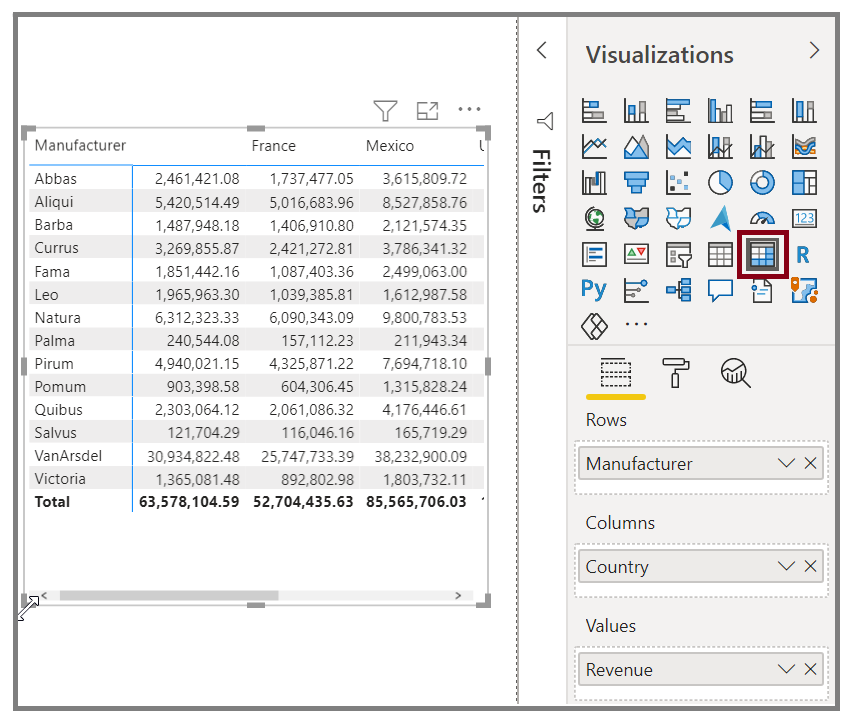 Visualizations
Filters
Manufacturer France Mexico
Abbas 2,461,421.08 1,737,477.05 3,615,809.72
Aliqui 5,420,514.49 5,016,683.96 8,527,858.76
Barba 1,487,948.18 1,406,910.80 2,121,574.35
Currus 3,269,855.87 2,421,272.81 3,786,341.32
Fama 1,851,442.16 1,087,403.36 2,499,063.00
Leo 1,965,963.30 1,039,385.81 1,612,987.58
Natura 6,312,323.33 6,090,343.09 9,800,783.53
Palma 240,544.08 157,112.23 211,943.34
Pirum 4,940,021.15 4,325,871.22 7,694,718.10
Pomum 903,398.58 604,306.45 1,315,828.24
Quibus 2,303,064.12 2,061,086.32 4,176,446.61
Salvus 121,704.29 116,046.16 165,719.29
VanArsdel 30,934,822.48 25,747,733.39 38,232,900.09
Victoria 1,365,081.48 892,802.98 1,803,732.11
Total 63,578,104.59 52,704,435.63 85,565,706.03
123
R
Py
Rows
Manufacturer
Columns
Country
Values
Revenue